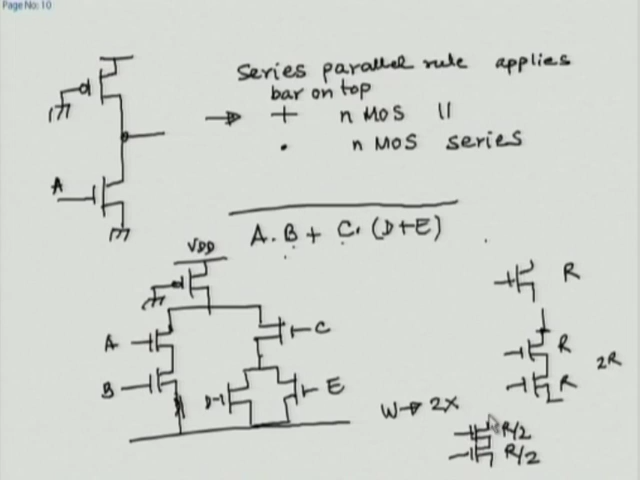 Page No: 10
Series parallel rule applies
bar on top
+ nMOS ||
. nMOS series
A
A.B + C.(D+E)
VDD
A
B
C
D
E
R
R
R
2R
W→2X
R/2
R/2